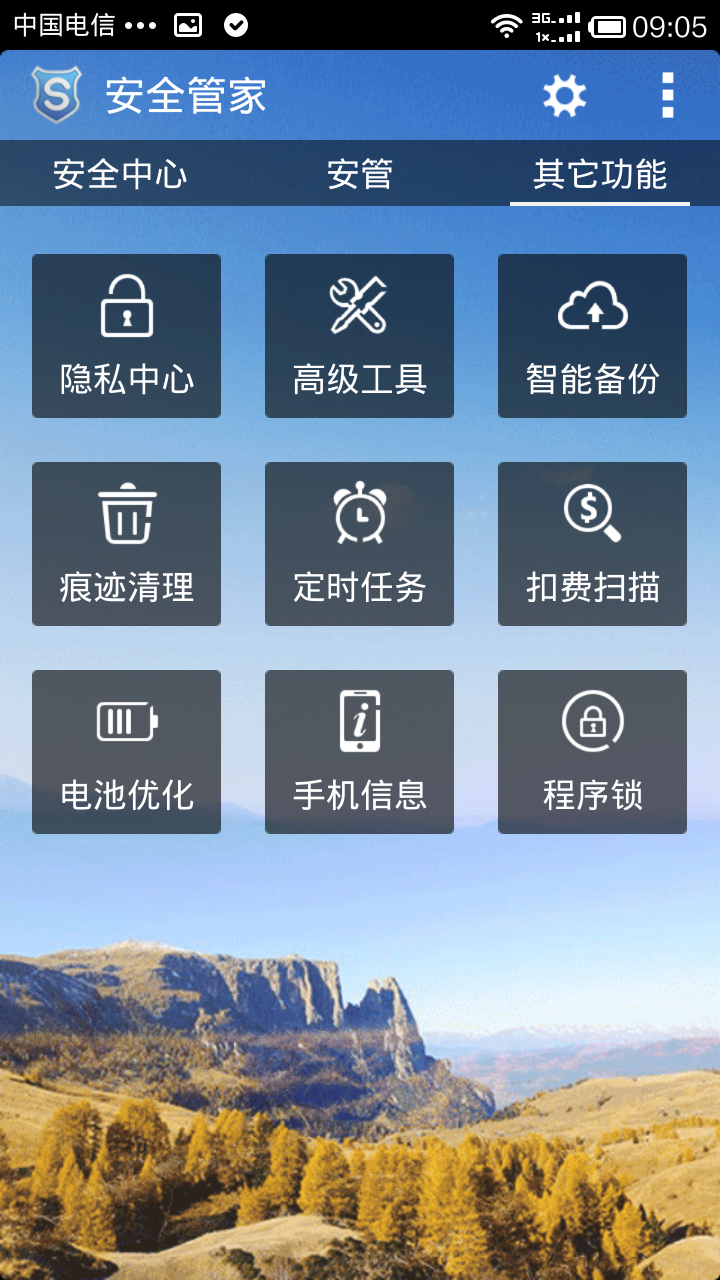 中国电信 ••• 3G 1x 09:05
S 安全管家
安全中心 安管 其它功能
隐私中心 高级工具 智能备份
痕迹清理 定时任务 扣费扫描
电池优化 手机信息 程序锁